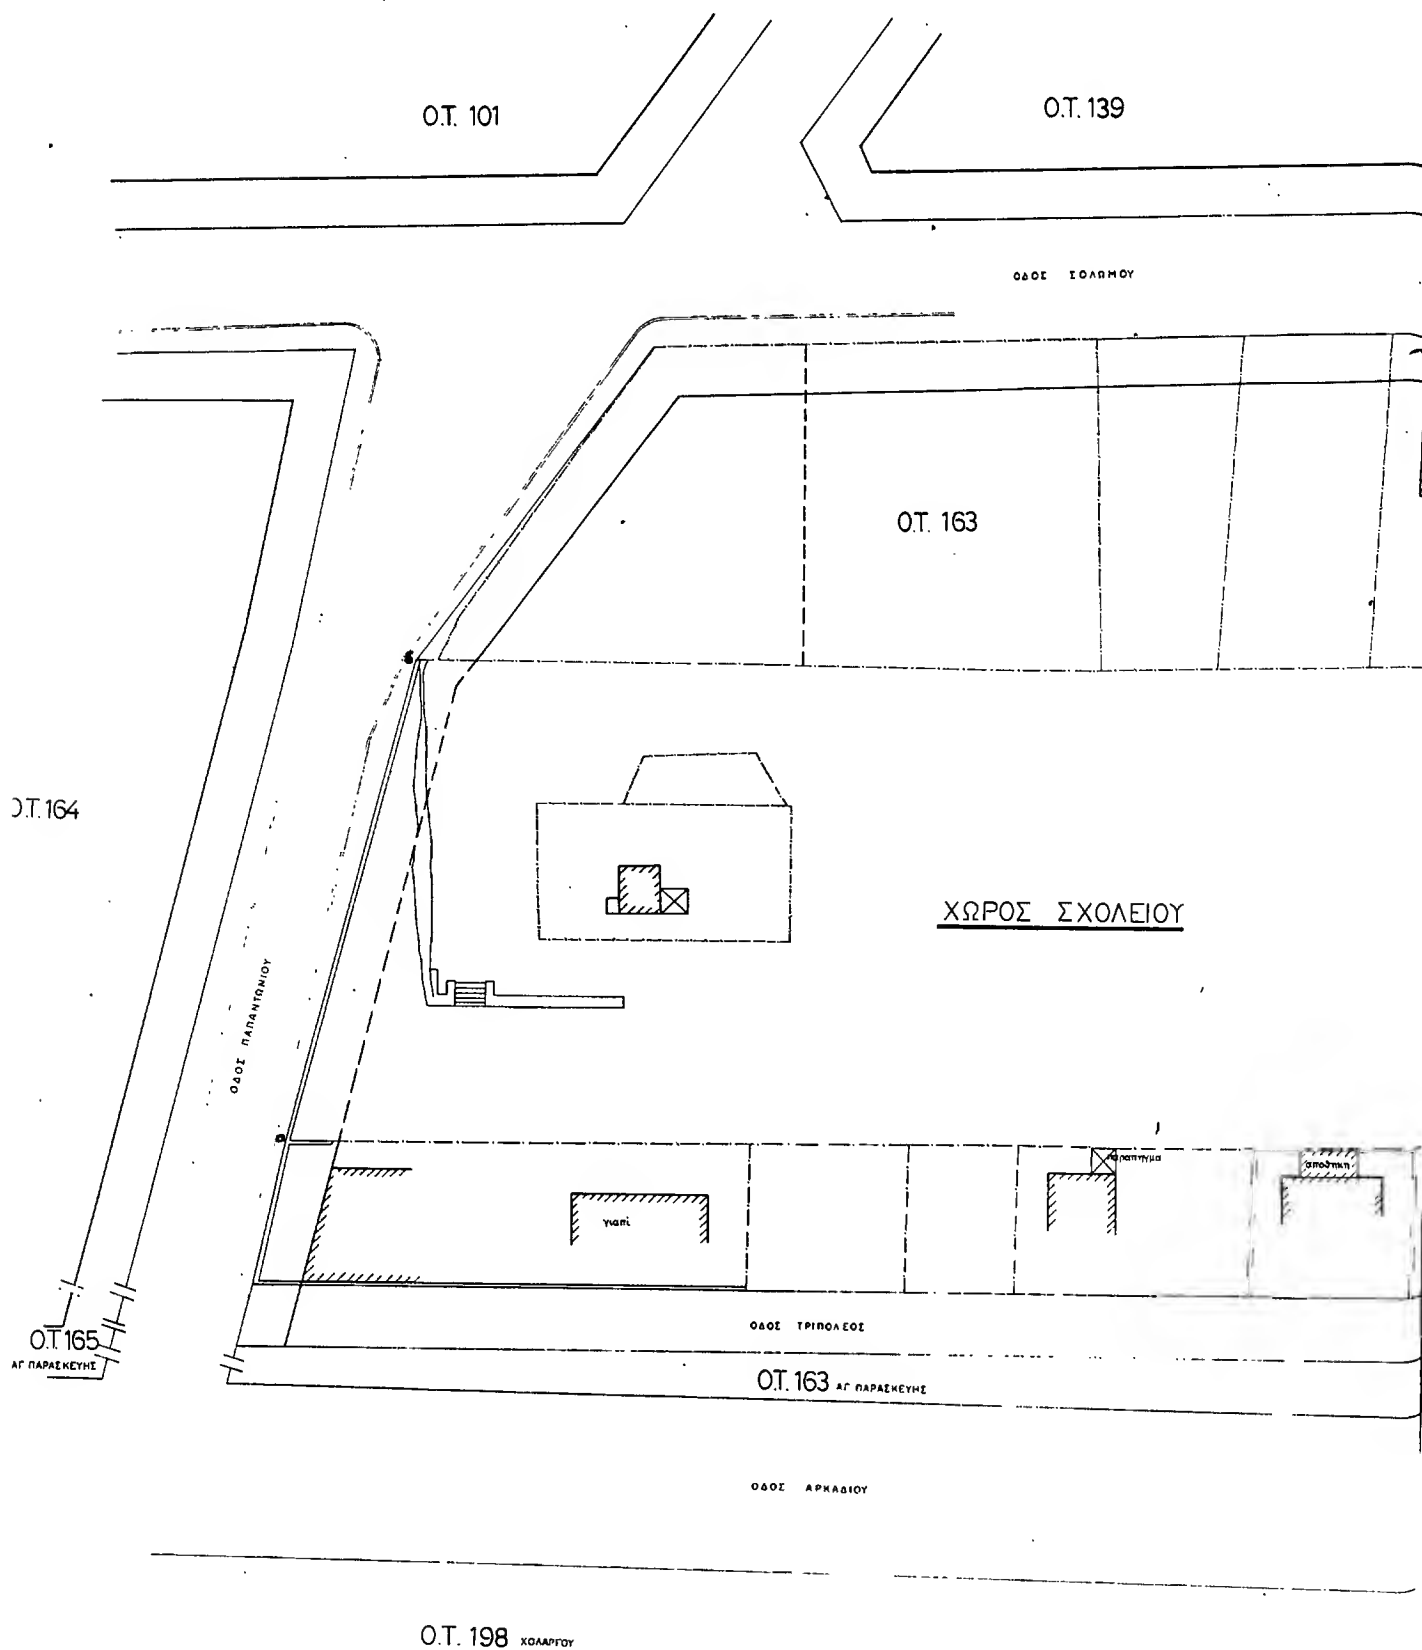 Ο.Τ. 101
Ο.Τ. 139
ΟΔΟΣ ΣΟΛΩΜΟΥ
Ο.Τ. 163
Ο.Τ. 164
ΧΩΡΟΣ ΣΧΟΛΕΙΟΥ
ΟΔΟΣ ΠΑΠΑΝΤΩΝΙΟΥ
παράπηγμα
αποθηκη
γιαπί
ΟΔΟΣ ΤΡΙΠΟΛΕΟΣ
Ο.Τ. 165
ΑΓ ΠΑΡΑΣΚΕΥΗΣ
Ο.Τ. 163 ΑΓ ΠΑΡΑΣΚΕΥΗΣ
ΟΔΟΣ ΑΡΚΑΔΙΟΥ
Ο.Τ. 198 ΧΟΛΑΡΓΟΥ